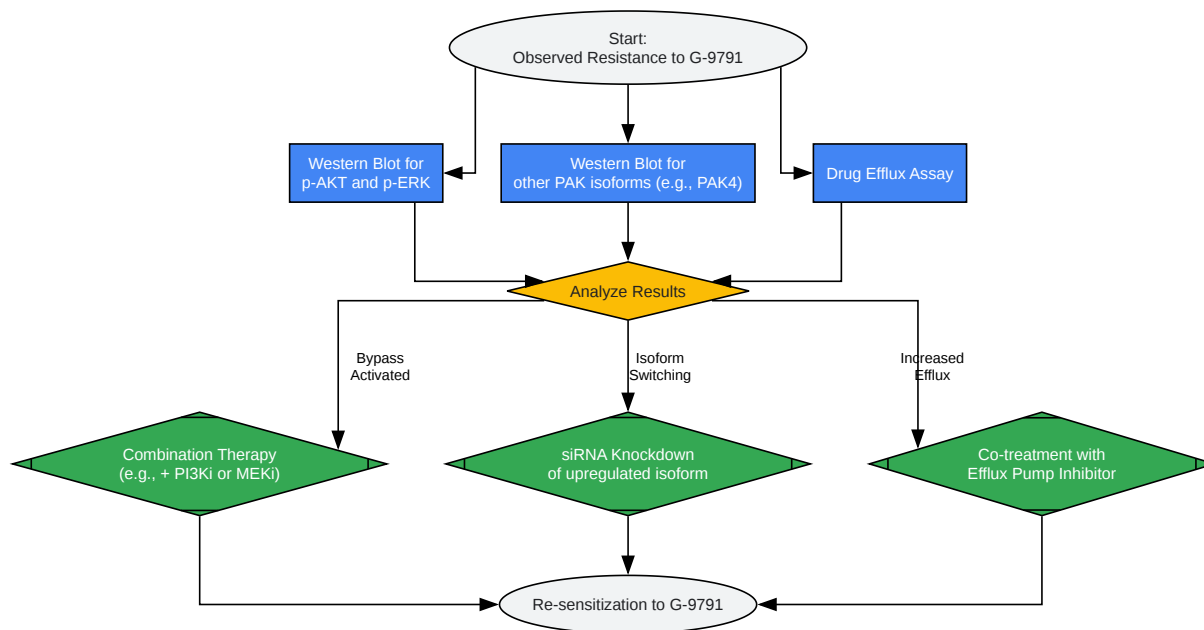 Start:
Observed Resistance to G-9791
Western Blot for
p-AKT and p-ERK
Western Blot for
other PAK isoforms (e.g., PAK4)
Drug Efflux Assay
Analyze Results
Bypass
Activated
Isoform
Switching
Increased
Efflux
Combination Therapy
(e.g., + PI3Ki or MEKi)
siRNA Knockdown
of upregulated isoform
Co-treatment with
Efflux Pump Inhibitor
Re-sensitization to G-9791